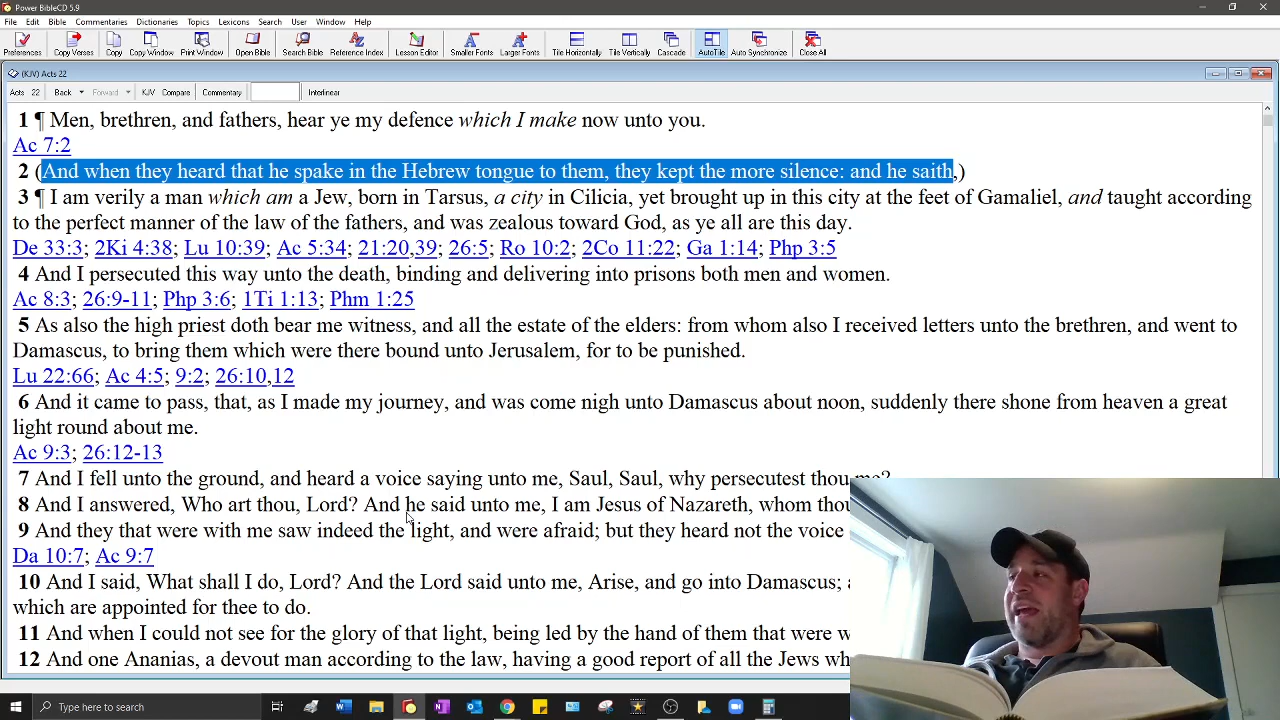 Power BibleCD 5.9
File Edit Bible Commentaries Dictionaries Topics Lexicons Search User Window Help
Preferences Copy Verses Copy Copy Window Print Window Open Bible Search Bible Reference Index Lesson Editor Smaller Fonts Larger Fonts Tile Horizontally Tile Vertically Cascade AutoTile Auto Synchronize Close All
(KJV) Acts 22
Acts 22 Back Forward KJV Compare Commentary Interlinear
1 ¶ Men, brethren, and fathers, hear ye my defence which I make now unto you.
Ac 7:2
2 (And when they heard that he spake in the Hebrew tongue to them, they kept the more silence: and he saith,)
3 ¶ I am verily a man which am a Jew, born in Tarsus, a city in Cilicia, yet brought up in this city at the feet of Gamaliel, and taught according
to the perfect manner of the law of the fathers, and was zealous toward God, as ye all are this day.
De 33:3; 2Ki 4:38; Lu 10:39; Ac 5:34; 21:20,39; 26:5; Ro 10:2; 2Co 11:22; Ga 1:14; Php 3:5
4 And I persecuted this way unto the death, binding and delivering into prisons both men and women.
Ac 8:3; 26:9-11; Php 3:6; 1Ti 1:13; Phm 1:25
5 As also the high priest doth bear me witness, and all the estate of the elders: from whom also I received letters unto the brethren, and went to
Damascus, to bring them which were there bound unto Jerusalem, for to be punished.
Lu 22:66; Ac 4:5; 9:2; 26:10,12
6 And it came to pass, that, as I made my journey, and was come nigh unto Damascus about noon, suddenly there shone from heaven a great
light round about me.
Ac 9:3; 26:12-13
7 And I fell unto the ground, and heard a voice saying unto me, Saul, Saul, why persecutest thou me?
8 And I answered, Who art thou, Lord? And he said unto me, I am Jesus of Nazareth, whom thou
9 And they that were with me saw indeed the light, and were afraid; but they heard not the voice
Da 10:7; Ac 9:7
10 And I said, What shall I do, Lord? And the Lord said unto me, Arise, and go into Damascus;
which are appointed for thee to do.
11 And when I could not see for the glory of that light, being led by the hand of them that were
12 And one Ananias, a devout man according to the law, having a good report of all the Jews
Type here to search